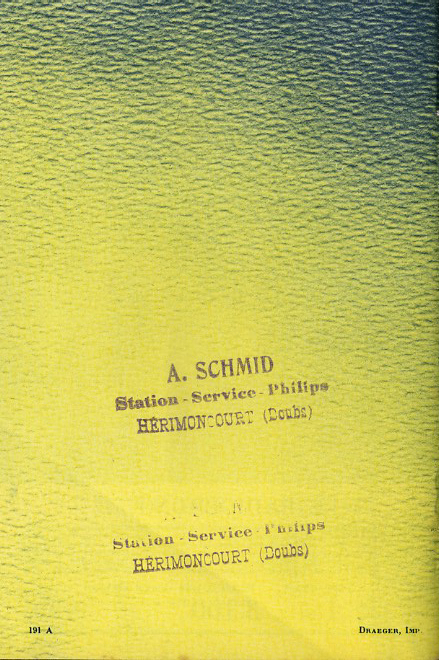 A. SCHMID
Station - Service - Philips
HÉRIMONCOURT (Doubs)
Station - Service - Philips
HÉRIMONCOURT (Doubs)
191 A
DRAEGER, IMP